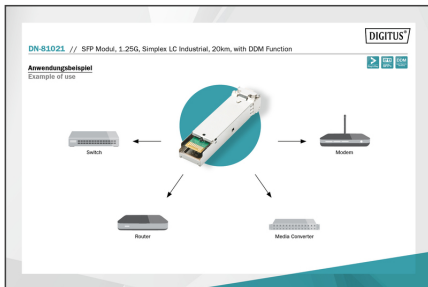 DIGITUS®
DN-81021 // SFP Modul, 1.25G, Simplex LC Industrial, 20km, with DDM Function
Anwendungsbeispiel
Example of use
DDM
Switch
Modem
Router
Media Converter